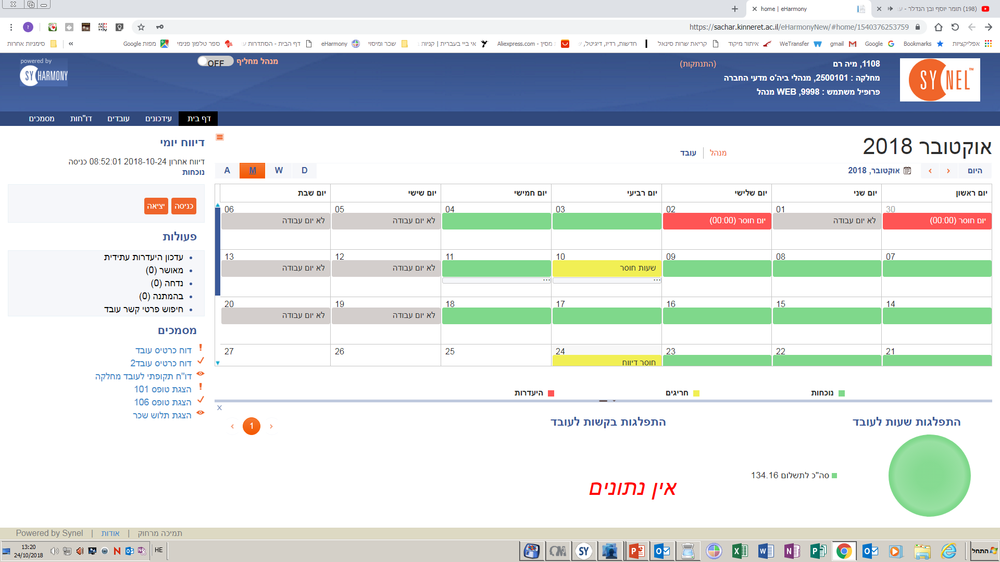 home | eHarmony
(198) תומר יוסף ובן הנדלר - ע
https://sachar.kinneret.ac.il/eHarmonyNew/#home/1540376253759
אפליקציות
Bookmarks
Google
gmail
WeTransfer
איתור מיקוד
קריאת שרות סינאל
חדשות, רדיו, דיגיטל, ש
מסין - Aliexpress.com
אי ביי בעברית | קניות ב
שכר ומיסוי
eHarmony
דף הבית - הסתדרות ע
ספר טלפון פנימי
מפות Google
»
סימניות אחרות
SYNEL™
1108, מיה רם
(התנתקות)
מחלקה : 2500101, מנהלי ביה'ס מדעי החברה
פרופיל משתמש : 9998, WEB מנהל
מנהל מחליף
OFF
powered by
SY HARMONY
דף בית
עידכונים
עובדים
דו"חות
מסמכים
אוקטובר 2018
מנהל
עובד
היום
אוקטובר, 2018
A M W D
יום ראשון
יום שני
יום שלישי
יום רביעי
יום חמישי
יום שישי
יום שבת
30
יום חוסר (00:00)
01
לא יום עבודה
02
יום חוסר (00:00)
03
04
05
לא יום עבודה
06
לא יום עבודה
07
08
09
10
שעות חוסר
...
11
...
12
לא יום עבודה
13
לא יום עבודה
14
15
16
17
18
19
לא יום עבודה
20
לא יום עבודה
21
22
23
24
חוסר דיווח
25
26
27
נוכחות
חריגים
היעדרות
X
התפלגות שעות לעובד
סה"כ לתשלום 134.16
התפלגות בקשות לעובד
אין נתונים
1
דיווח יומי
דיווח אחרון 2018-10-24 08:52:01 כניסה
נוכחות
כניסה
יציאה
פעולות
עדכון היעדרות עתידית
מאושר (0)
נדחה (0)
בהמתנה (0)
חיפוש פרטי קשר עובד
מסמכים
דוח כרטיס עובד
דוח כרטיס עובד2
דו"ח תקופתי לעובד מחלקה
הצגת טופס 101
הצגת טופס 106
הצגת תלוש שכר
תמיכה מרחוק | אודות | Powered by Synel
התחל
HE
13:20
24/10/2018